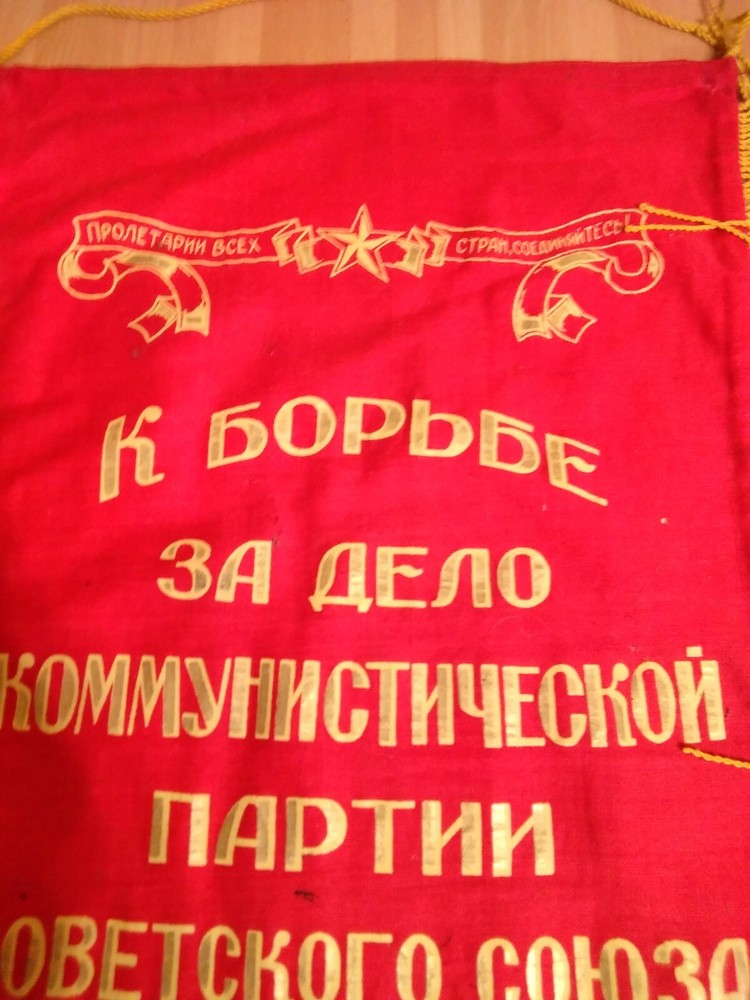 ПРОЛЕТАРИИ ВСЕХ СТРАН, СОЕДИНЯЙТЕСЬ!
К БОРЬБЕ
ЗА ДЕЛО
КОММУНИСТИЧЕСКОЙ
ПАРТИИ
ОВЕТСКОГО СОЮЗА